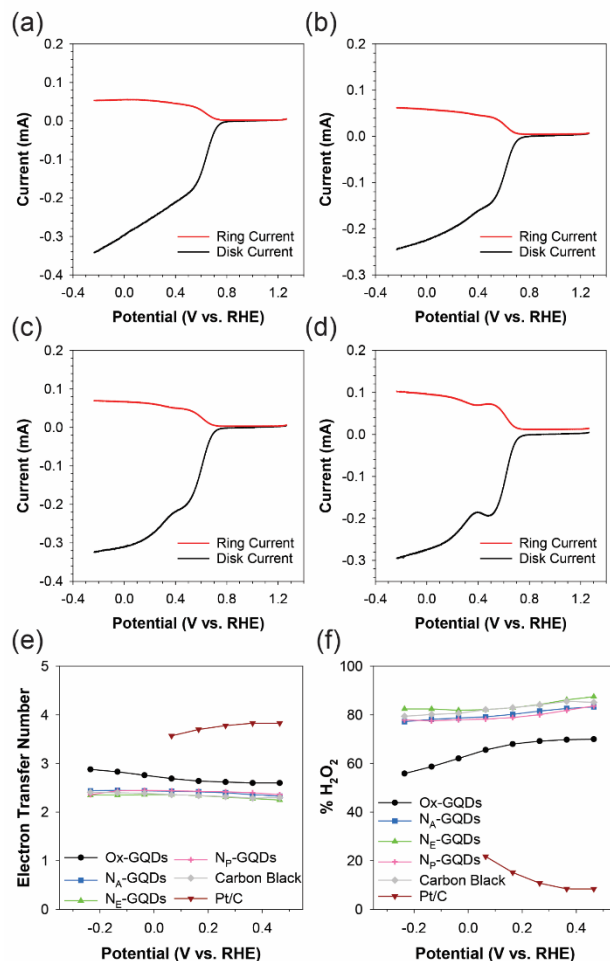 (a)
0.2
0.1
0.0
-0.1
-0.2
-0.3
-0.4
Current (mA)
Ring Current
Disk Current
-0.4 0.0 0.4 0.8 1.2
Potential (V vs. RHE)
(b)
0.2
0.1
0.0
-0.1
-0.2
-0.3
Current (mA)
Ring Current
Disk Current
-0.4 0.0 0.4 0.8 1.2
Potential (V vs. RHE)
(c)
0.2
0.1
0.0
-0.1
-0.2
-0.3
-0.4
Current (mA)
Ring Current
Disk Current
-0.4 0.0 0.4 0.8 1.2
Potential (V vs. RHE)
(d)
0.2
0.1
0.0
-0.1
-0.2
-0.3
Current (mA)
Ring Current
Disk Current
-0.4 0.0 0.4 0.8 1.2
Potential (V vs. RHE)
(e)
5
4
3
2
1
0
Electron Transfer Number
Ox-GQDs
N_A-GQDs
N_E-GQDs
N_P-GQDs
Carbon Black
Pt/C
-0.2 0.0 0.2 0.4
Potential (V vs. RHE)
(f)
100
80
60
40
20
0
% H₂O₂
Ox-GQDs
N_A-GQDs
N_E-GQDs
N_P-GQDs
Carbon Black
Pt/C
-0.2 0.0 0.2 0.4
Potential (V vs. RHE)